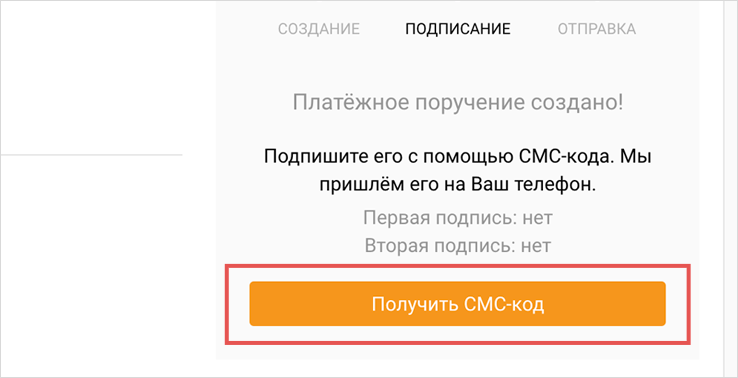 СОЗДАНИЕ ПОДПИСАНИЕ ОТПРАВКА
Платёжное поручение создано!
Подпишите его с помощью СМС-кода. Мы
пришлём его на Ваш телефон.
Первая подпись: нет
Вторая подпись: нет
Получить СМС-код